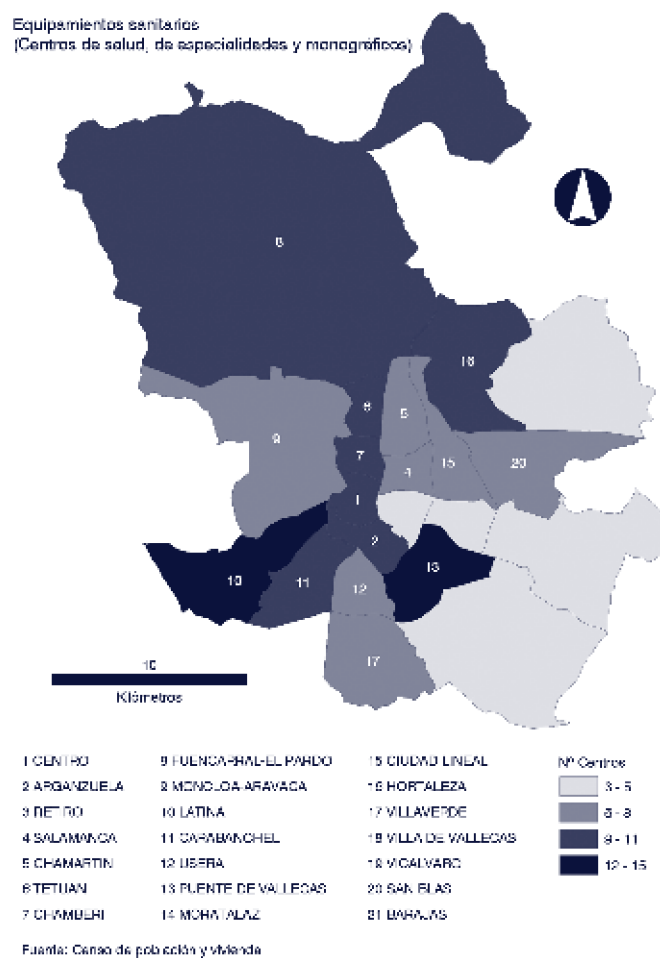 Equipamientos sanitarios
(Centros de salud, de especialidades y monográficos)
8
16
6
5
9
7
4
15
20
1
2
10
11
13
12
17
10
Kilómetros
1 CENTRO
2 ARGANZUELA
3 RETIRO
4 SALAMANCA
5 CHAMARTIN
6 TETUAN
7 CHAMBERI
8 FUENCARRAL-EL PARDO
9 MONCLOA-ARAVACA
10 LATINA
11 CARABANCHEL
12 USERA
13 PUENTE DE VALLECAS
14 MORATALAZ
15 CIUDAD LINEAL
16 HORTALEZA
17 VILLAVERDE
18 VILLA DE VALLECAS
19 VICALVARO
20 SAN BLAS
21 BARAJAS
Nº Centros
3 - 5
6 - 8
9 - 11
12 - 15
Fuente: Censo de población y vivienda